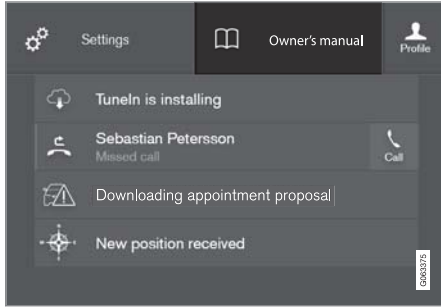 Settings
Owner's manual
Profile
TuneIn is installing
Sebastian Petersson
Missed call
Call
Downloading appointment proposal
New position received
G063375